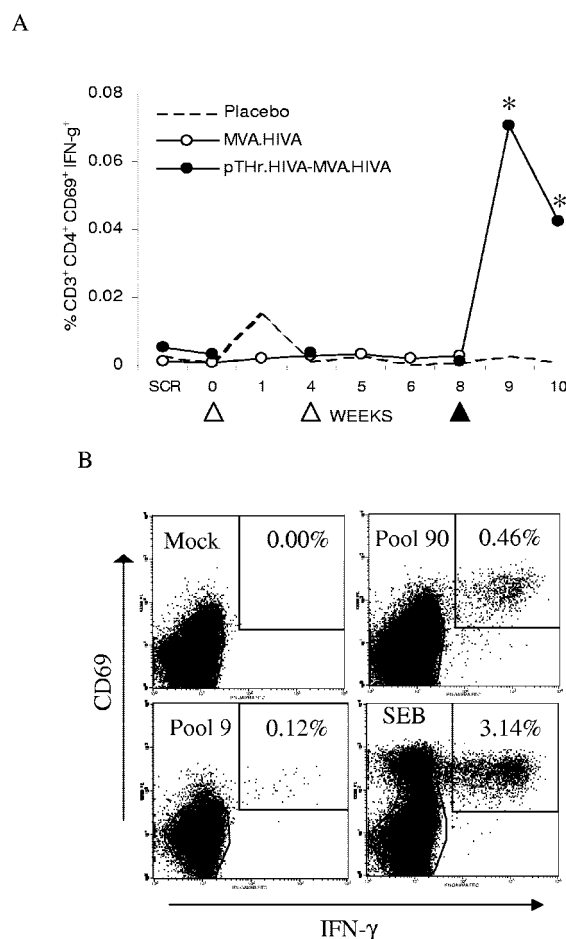 A
0.08
0.06
0.04
0.02
0
% CD3+ CD4+ CD69+ IFN-g+
Placebo
MVA.HIVA
pTHr.HIVA-MVA.HIVA
*
*
SCR 0 1 4 5 6 8 9 10
WEEKS
B
Mock 0.00%
Pool 90 0.46%
Pool 9 0.12%
SEB 3.14%
CD69
IFN-γ